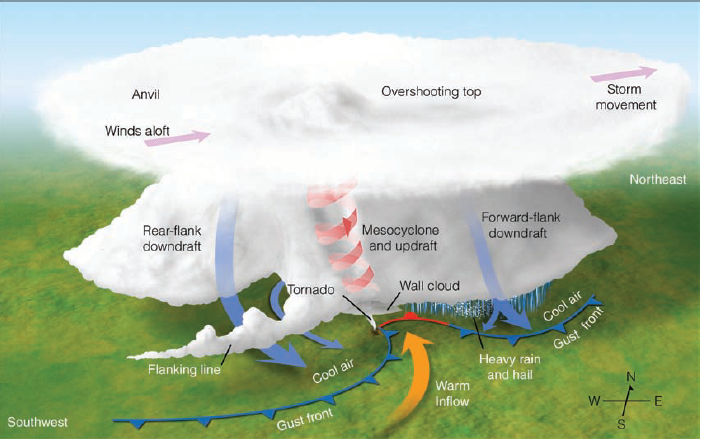 Anvil
Overshooting top
Storm
movement
Winds aloft
Northeast
Rear-flank
downdraft
Mesocyclone
and updraft
Forward-flank
downdraft
Tornado
Wall cloud
Cool air
Gust front
Flanking line
Cool air
Heavy rain
and hail
Warm
Inflow
N
W
E
S
Southwest
Gust front